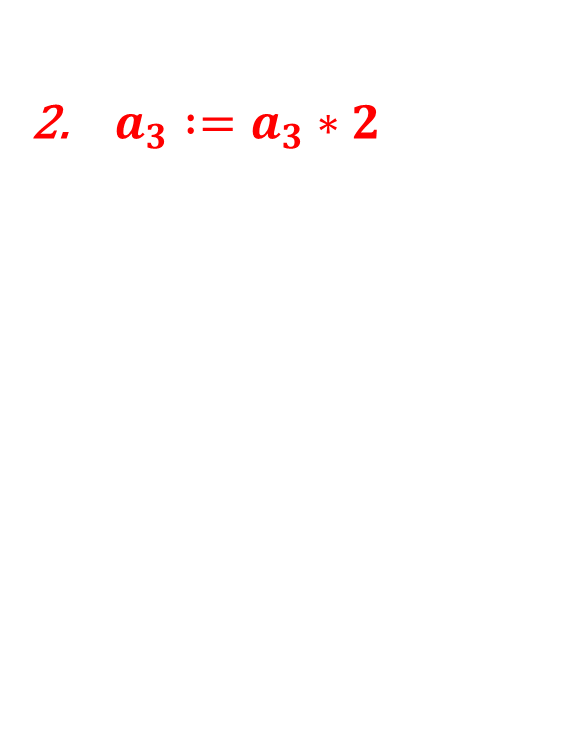 2. a₃ := a₃ * 2